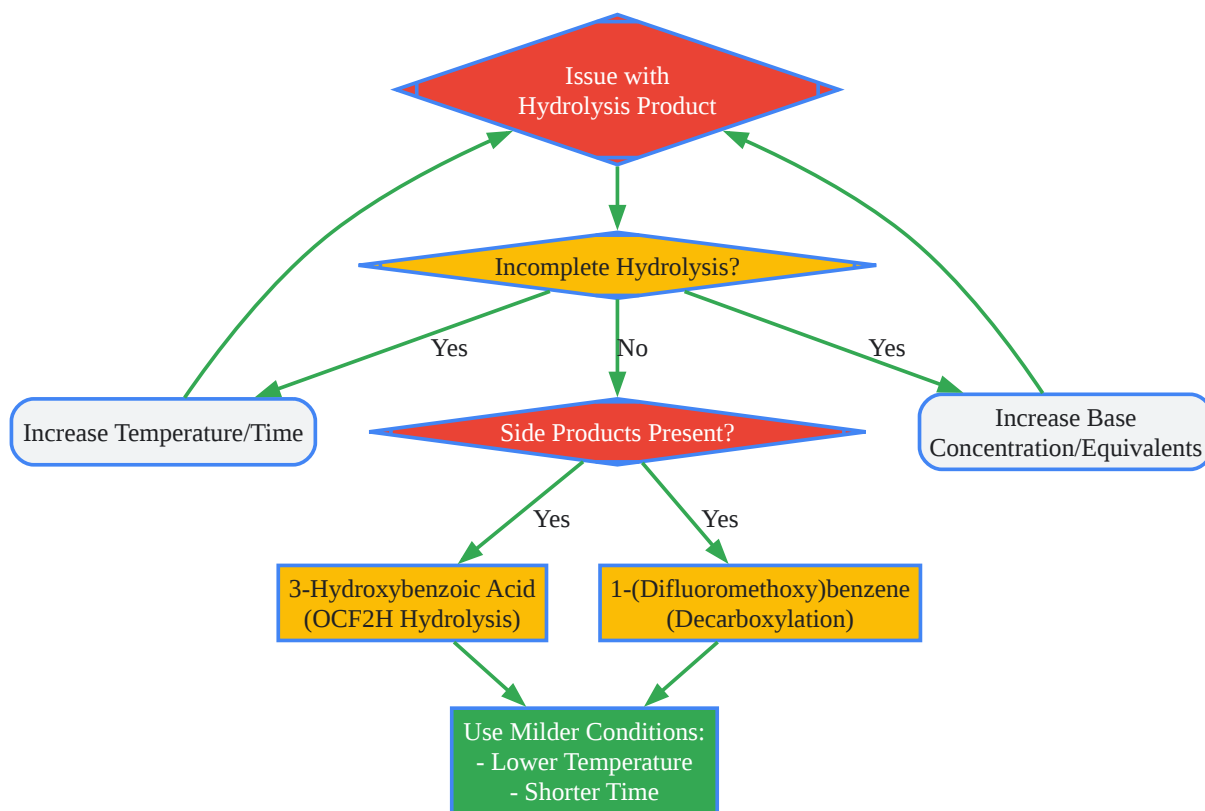 Issue with
Hydrolysis Product
Incomplete Hydrolysis?
Yes
No
Yes
Increase Temperature/Time
Side Products Present?
Increase Base
Concentration/Equivalents
Yes
Yes
3-Hydroxybenzoic Acid
(OCF2H Hydrolysis)
1-(Difluoromethoxy)benzene
(Decarboxylation)
Use Milder Conditions:
- Lower Temperature
- Shorter Time